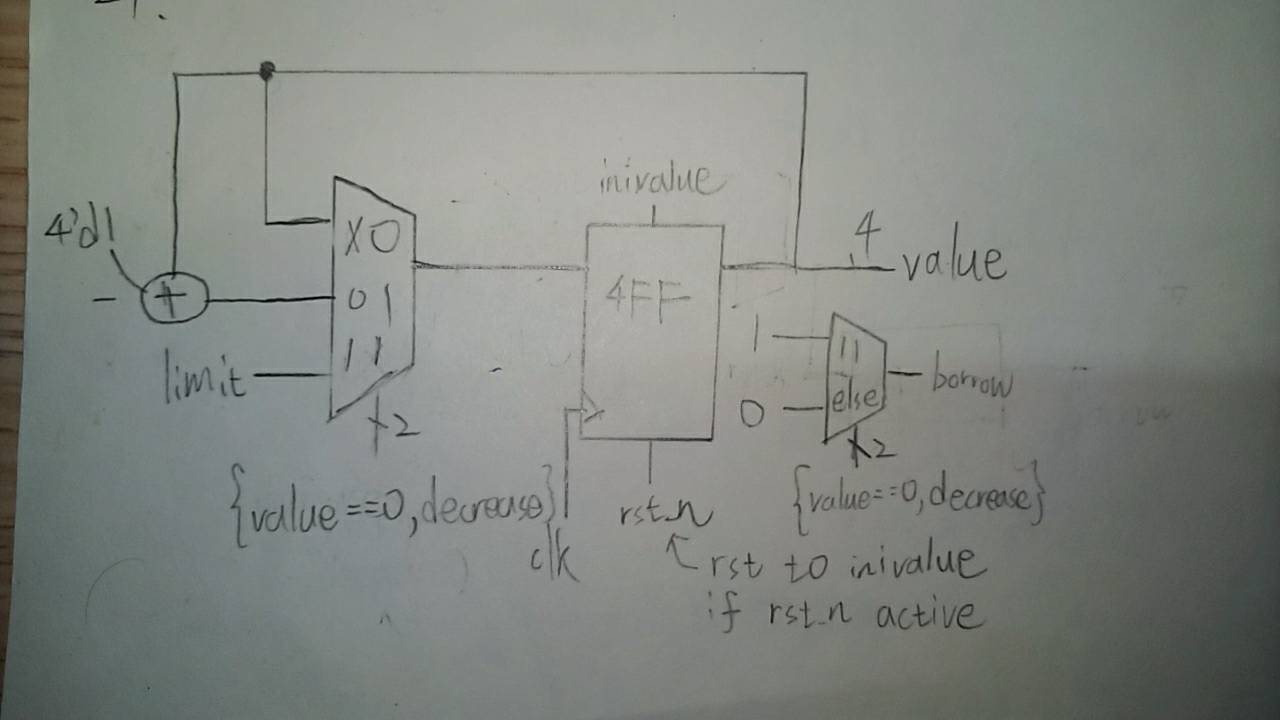 inivalue
4'd1
X0
4
4FF
value
-
+
01
1
11
limit
11
borrow
0
else
2
2
{value==0,decrease}
{value==0,decrease}
rst_n
clk
rst to inivalue
if rst_n active